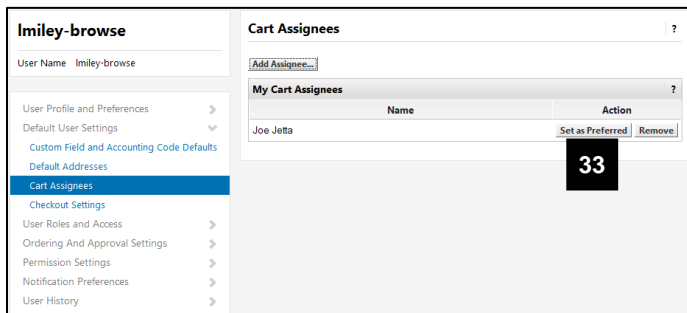 lmiley-browse
User Name lmiley-browse
User Profile and Preferences
Default User Settings
Custom Field and Accounting Code Defaults
Default Addresses
Cart Assignees
Checkout Settings
User Roles and Access
Ordering And Approval Settings
Permission Settings
Notification Preferences
User History
Cart Assignees ?
Add Assignee...
My Cart Assignees ?
Name Action
Joe Jetta Set as Preferred Remove
33